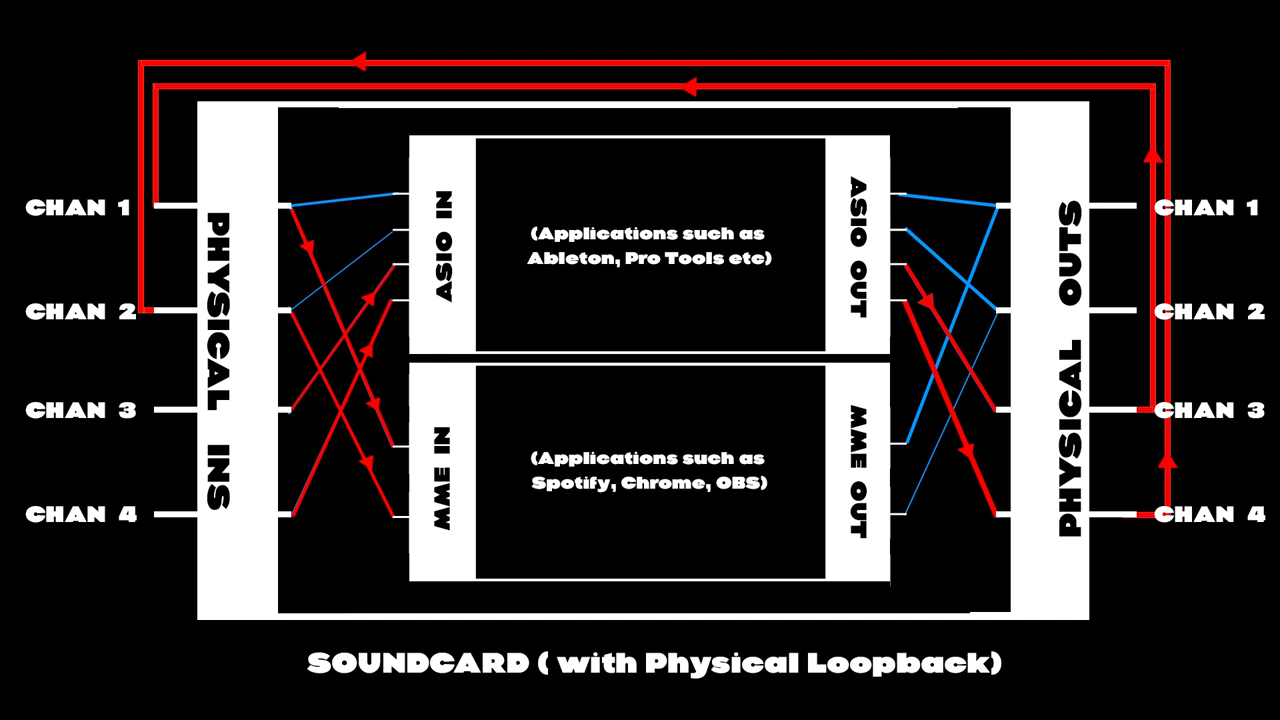 CHAN 1
CHAN 2
CHAN 3
CHAN 4
PHYSICAL INS
ASIO IN
(Applications such as
Ableton, Pro Tools etc)
ASIO OUT
MME IN
(Applications such as
Spotify, Chrome, OBS)
MME OUT
PHYSICAL OUTS
CHAN 1
CHAN 2
CHAN 3
CHAN 4
SOUNDCARD ( with Physical Loopback)